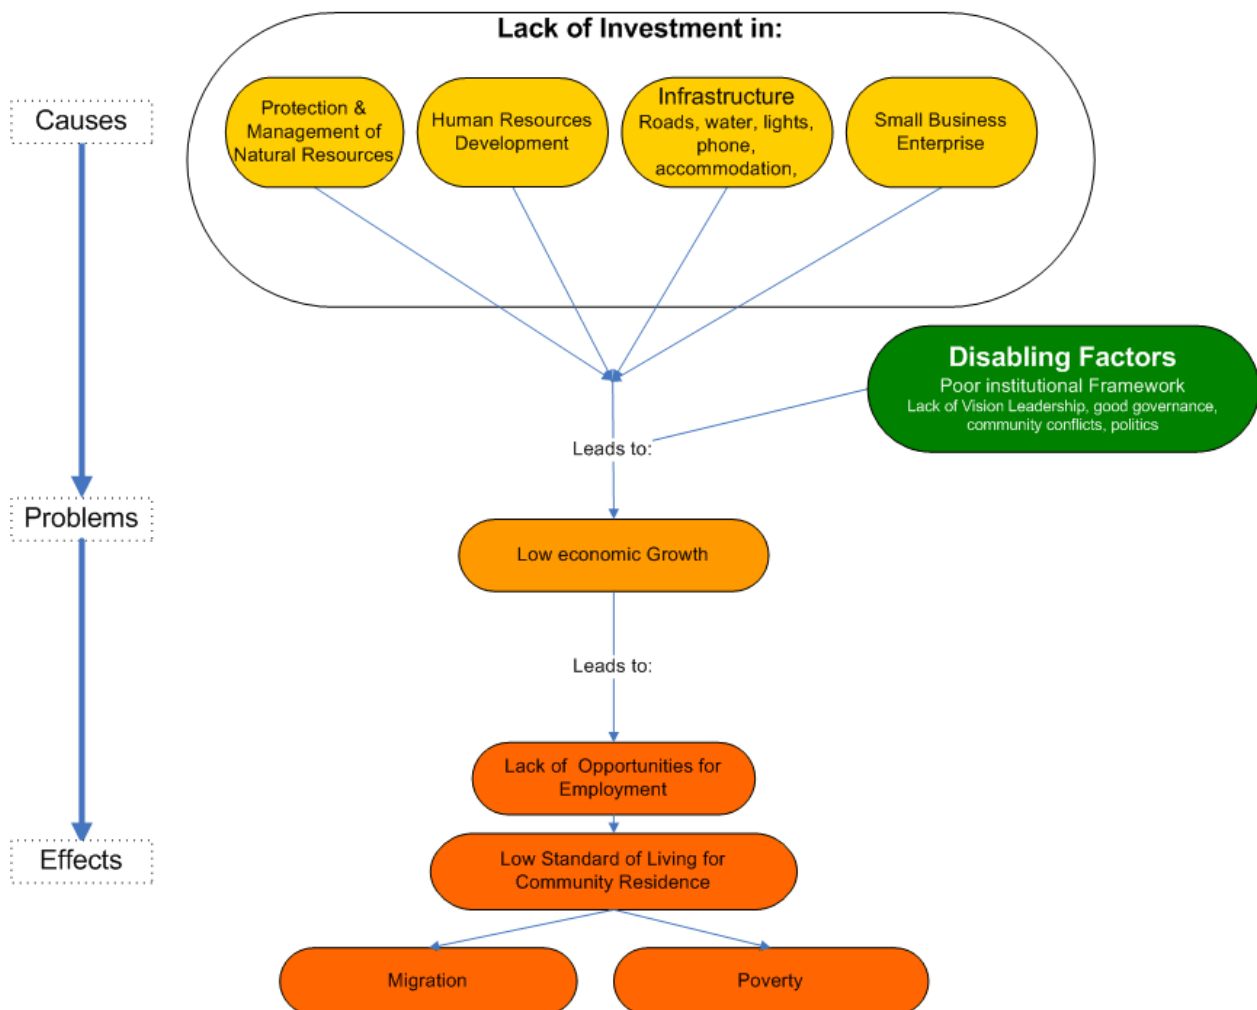 Lack of Investment in:
Causes
Protection &
Management of
Natural Resources
Human Resources
Development
Infrastructure
Roads, water, lights,
phone,
accommodation,
Small Business
Enterprise
Disabling Factors
Poor institutional Framework
Lack of Vision Leadership, good governance,
community conflicts, politics
Leads to:
Problems
Low economic Growth
Leads to:
Lack of  Opportunities for
Employment
Effects
Low Standard of Living for
Community Residence
Migration
Poverty